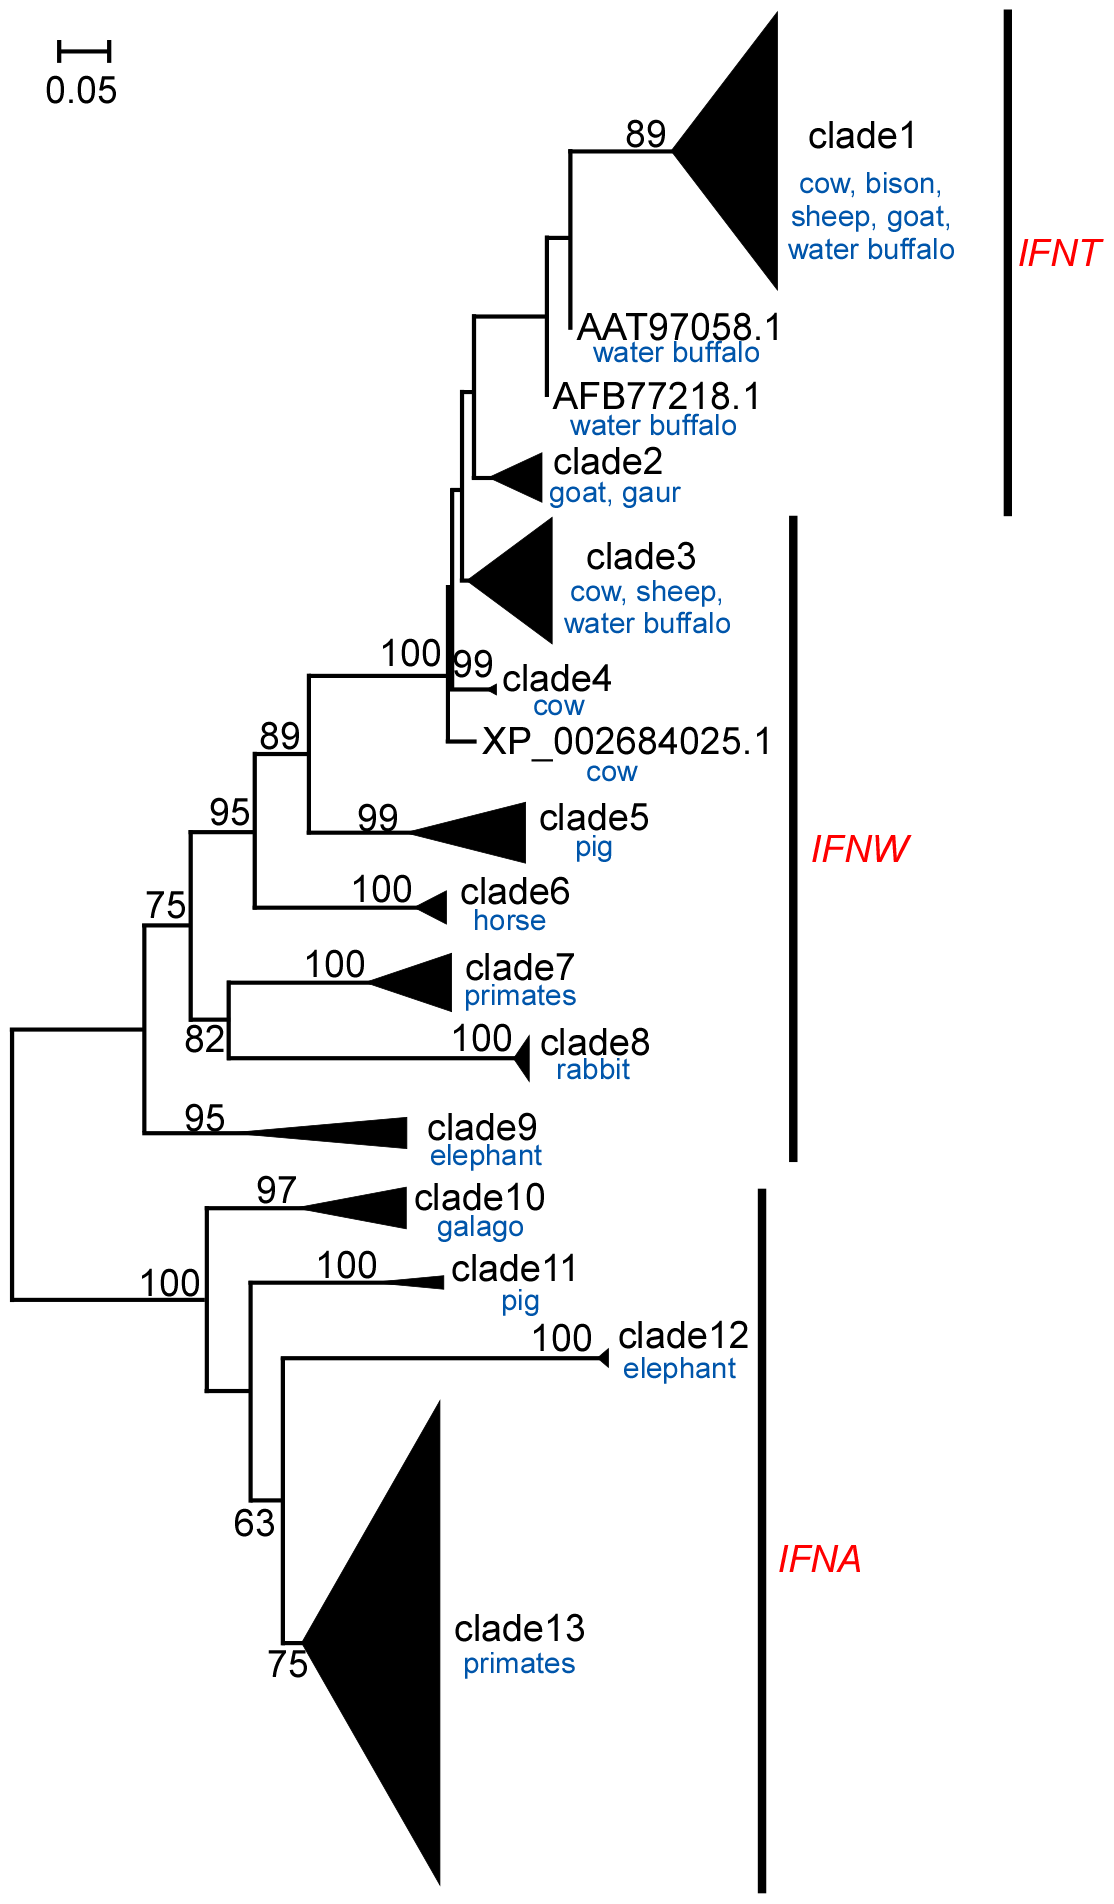 0.05
89
clade1
cow, bison,
sheep, goat,
water buffalo
IFNT
AAT97058.1
water buffalo
AFB77218.1
water buffalo
clade2
goat, gaur
clade3
cow, sheep,
water buffalo
100
99
clade4
cow
XP_002684025.1
cow
89
95
99
clade5
pig
IFNW
100
clade6
horse
75
100
clade7
primates
82
100
clade8
rabbit
95
clade9
elephant
97
clade10
galago
100
100
clade11
pig
100
clade12
elephant
63
IFNA
clade13
primates
75